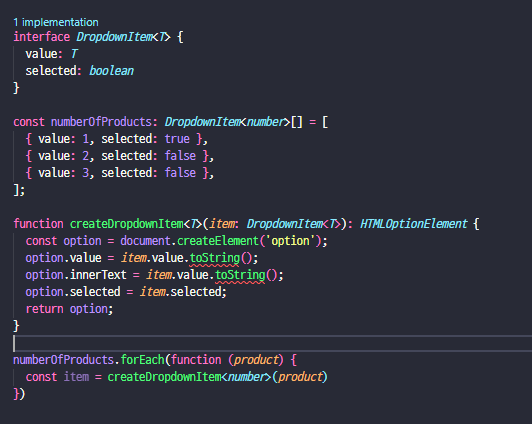 1 implementation
interface DropdownItem<T> {
  value: T
  selected: boolean
}
const numberOfProducts: DropdownItem<number>[] = [
  { value: 1, selected: true },
  { value: 2, selected: false },
  { value: 3, selected: false },
];
function createDropdownItem<T>(item: DropdownItem<T>): HTMLOptionElement {
  const option = document.createElement('option');
  option.value = item.value.toString();
  option.innerText = item.value.toString();
  option.selected = item.selected;
  return option;
}
numberOfProducts.forEach(function (product) {
  const item = createDropdownItem<number>(product)
})